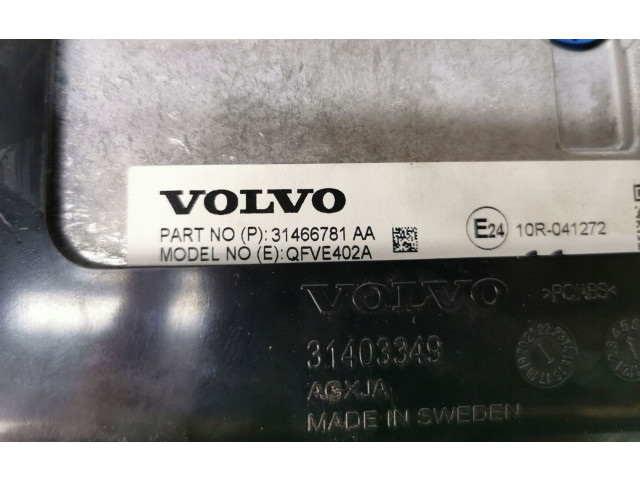 VOLVO
PART NO (P): 31466781 AA
MODEL NO (E): QFVE402A
E24 10R-041272
VOLVO
>PC/ABS<
31403349
AGXJA
MADE IN SWEDEN